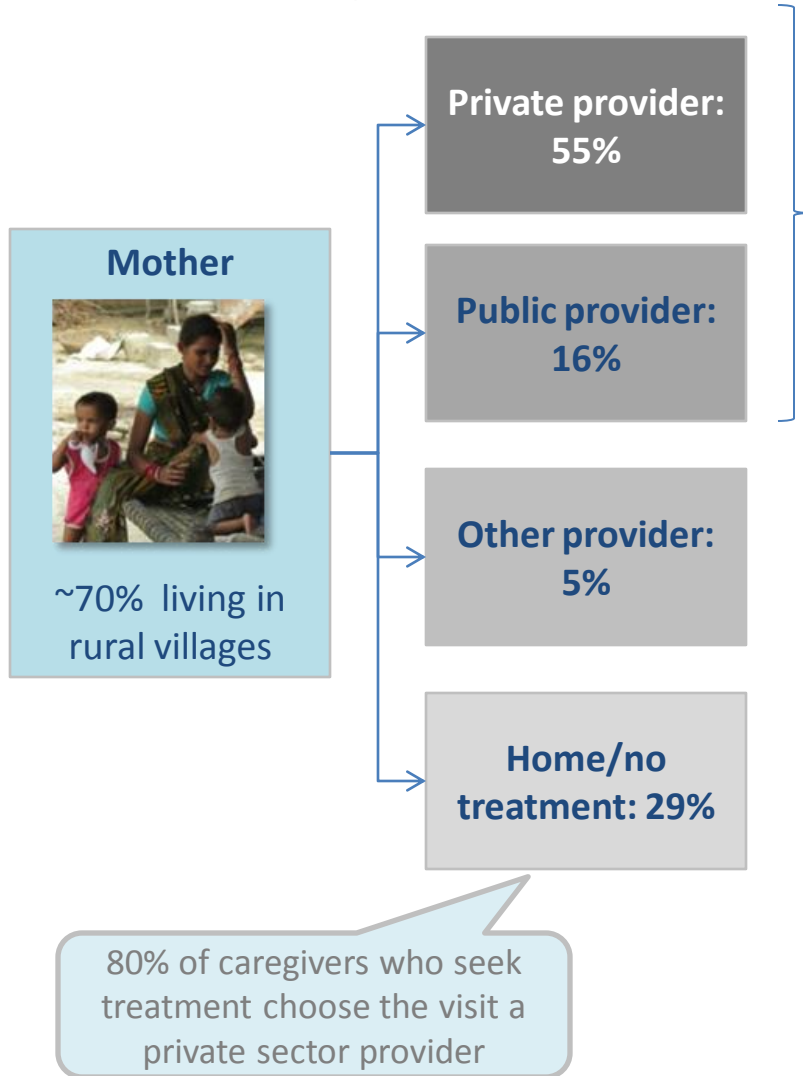 Private provider:
55%
Mother
Public provider:
16%
~70% living in
rural villages
Other provider:
5%
Home/no
treatment: 29%
80% of caregivers who seek
treatment choose the visit a
private sector provider